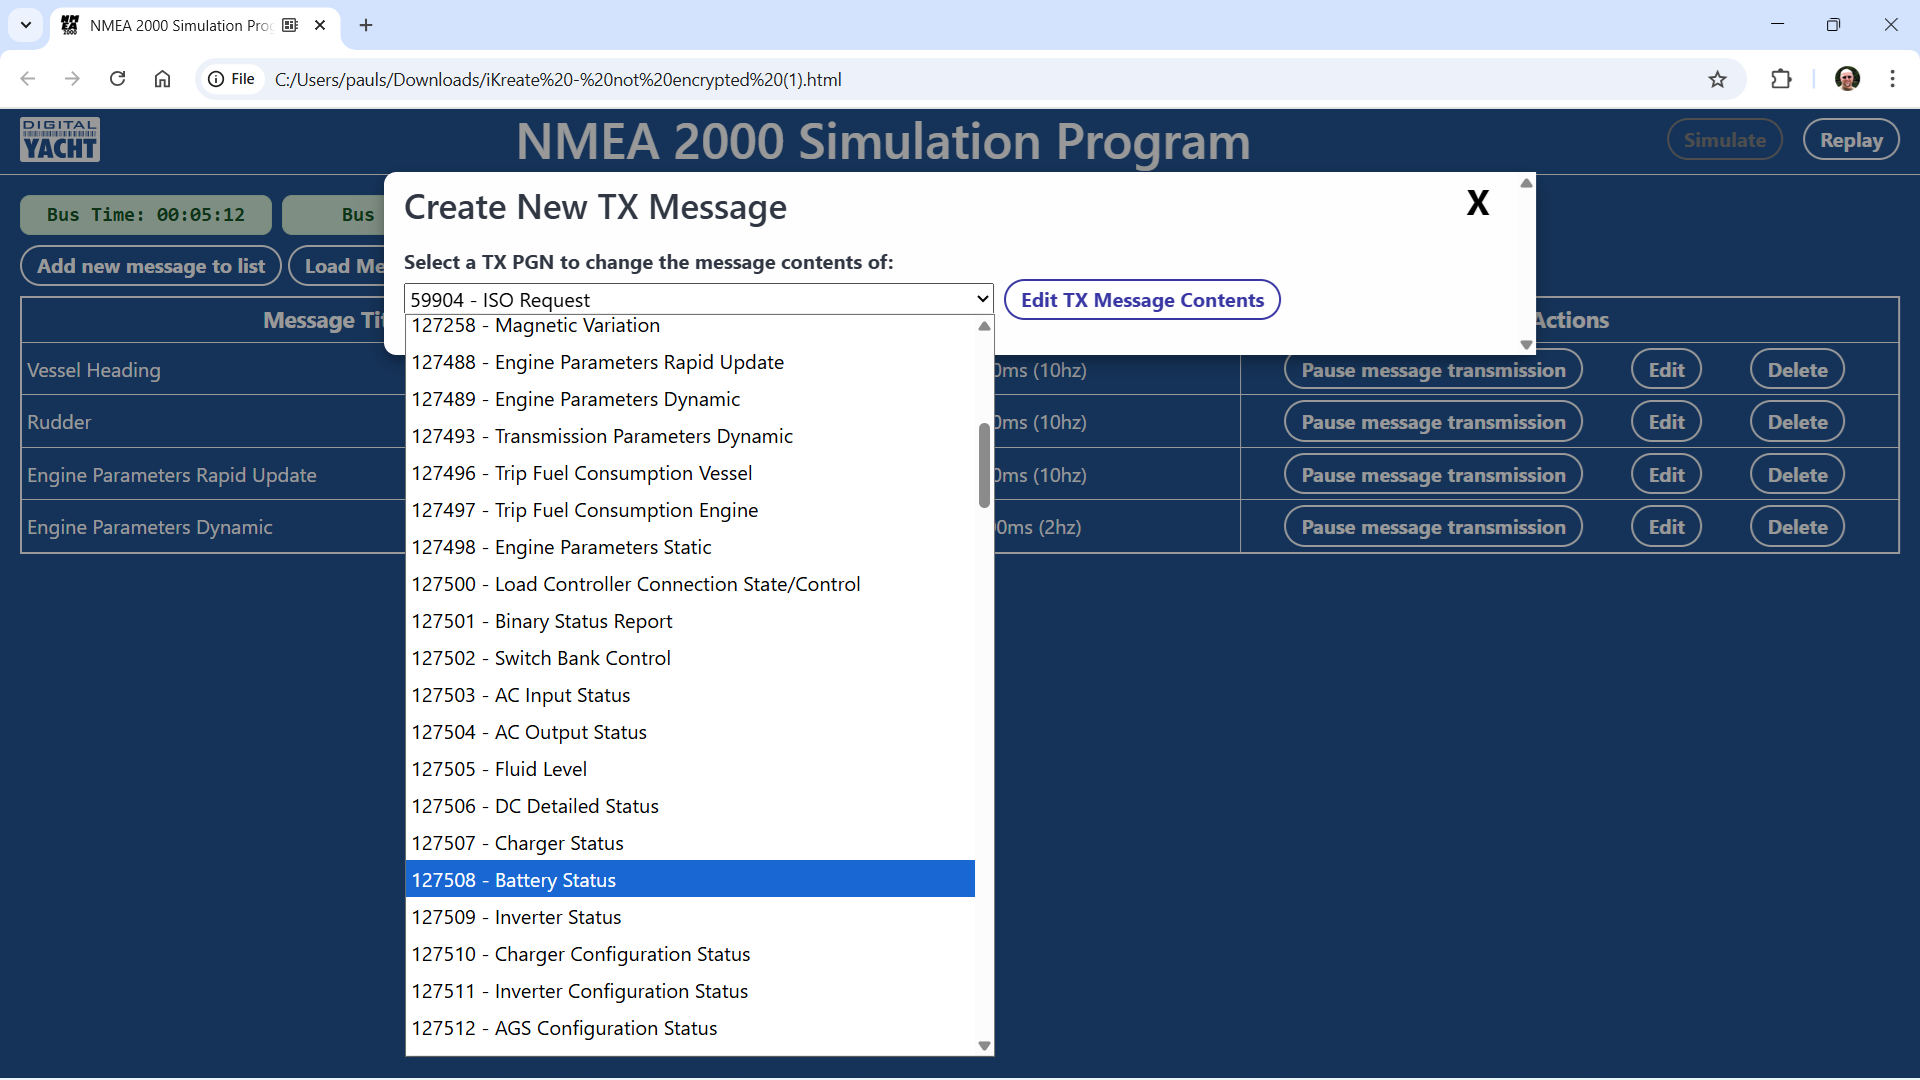 NMEA 2000 Simulation Prog
File
C:/Users/pauls/Downloads/iKreate%20-%20not%20encrypted%20(1).html
DIGITAL
YACHT
NMEA 2000 Simulation Program
Simulate
Replay
Bus Time: 00:05:12
Bus
Add new message to list
Load Me
Create New TX Message
X
Select a TX PGN to change the message contents of:
59904 - ISO Request
Edit TX Message Contents
127258 - Magnetic Variation
127488 - Engine Parameters Rapid Update
127489 - Engine Parameters Dynamic
127493 - Transmission Parameters Dynamic
127496 - Trip Fuel Consumption Vessel
127497 - Trip Fuel Consumption Engine
127498 - Engine Parameters Static
127500 - Load Controller Connection State/Control
127501 - Binary Status Report
127502 - Switch Bank Control
127503 - AC Input Status
127504 - AC Output Status
127505 - Fluid Level
127506 - DC Detailed Status
127507 - Charger Status
127508 - Battery Status
127509 - Inverter Status
127510 - Charger Configuration Status
127511 - Inverter Configuration Status
127512 - AGS Configuration Status
Message Tit
Actions
Vessel Heading
0ms (10hz)
Pause message transmission
Edit
Delete
Rudder
0ms (10hz)
Pause message transmission
Edit
Delete
Engine Parameters Rapid Update
0ms (10hz)
Pause message transmission
Edit
Delete
Engine Parameters Dynamic
0ms (2hz)
Pause message transmission
Edit
Delete